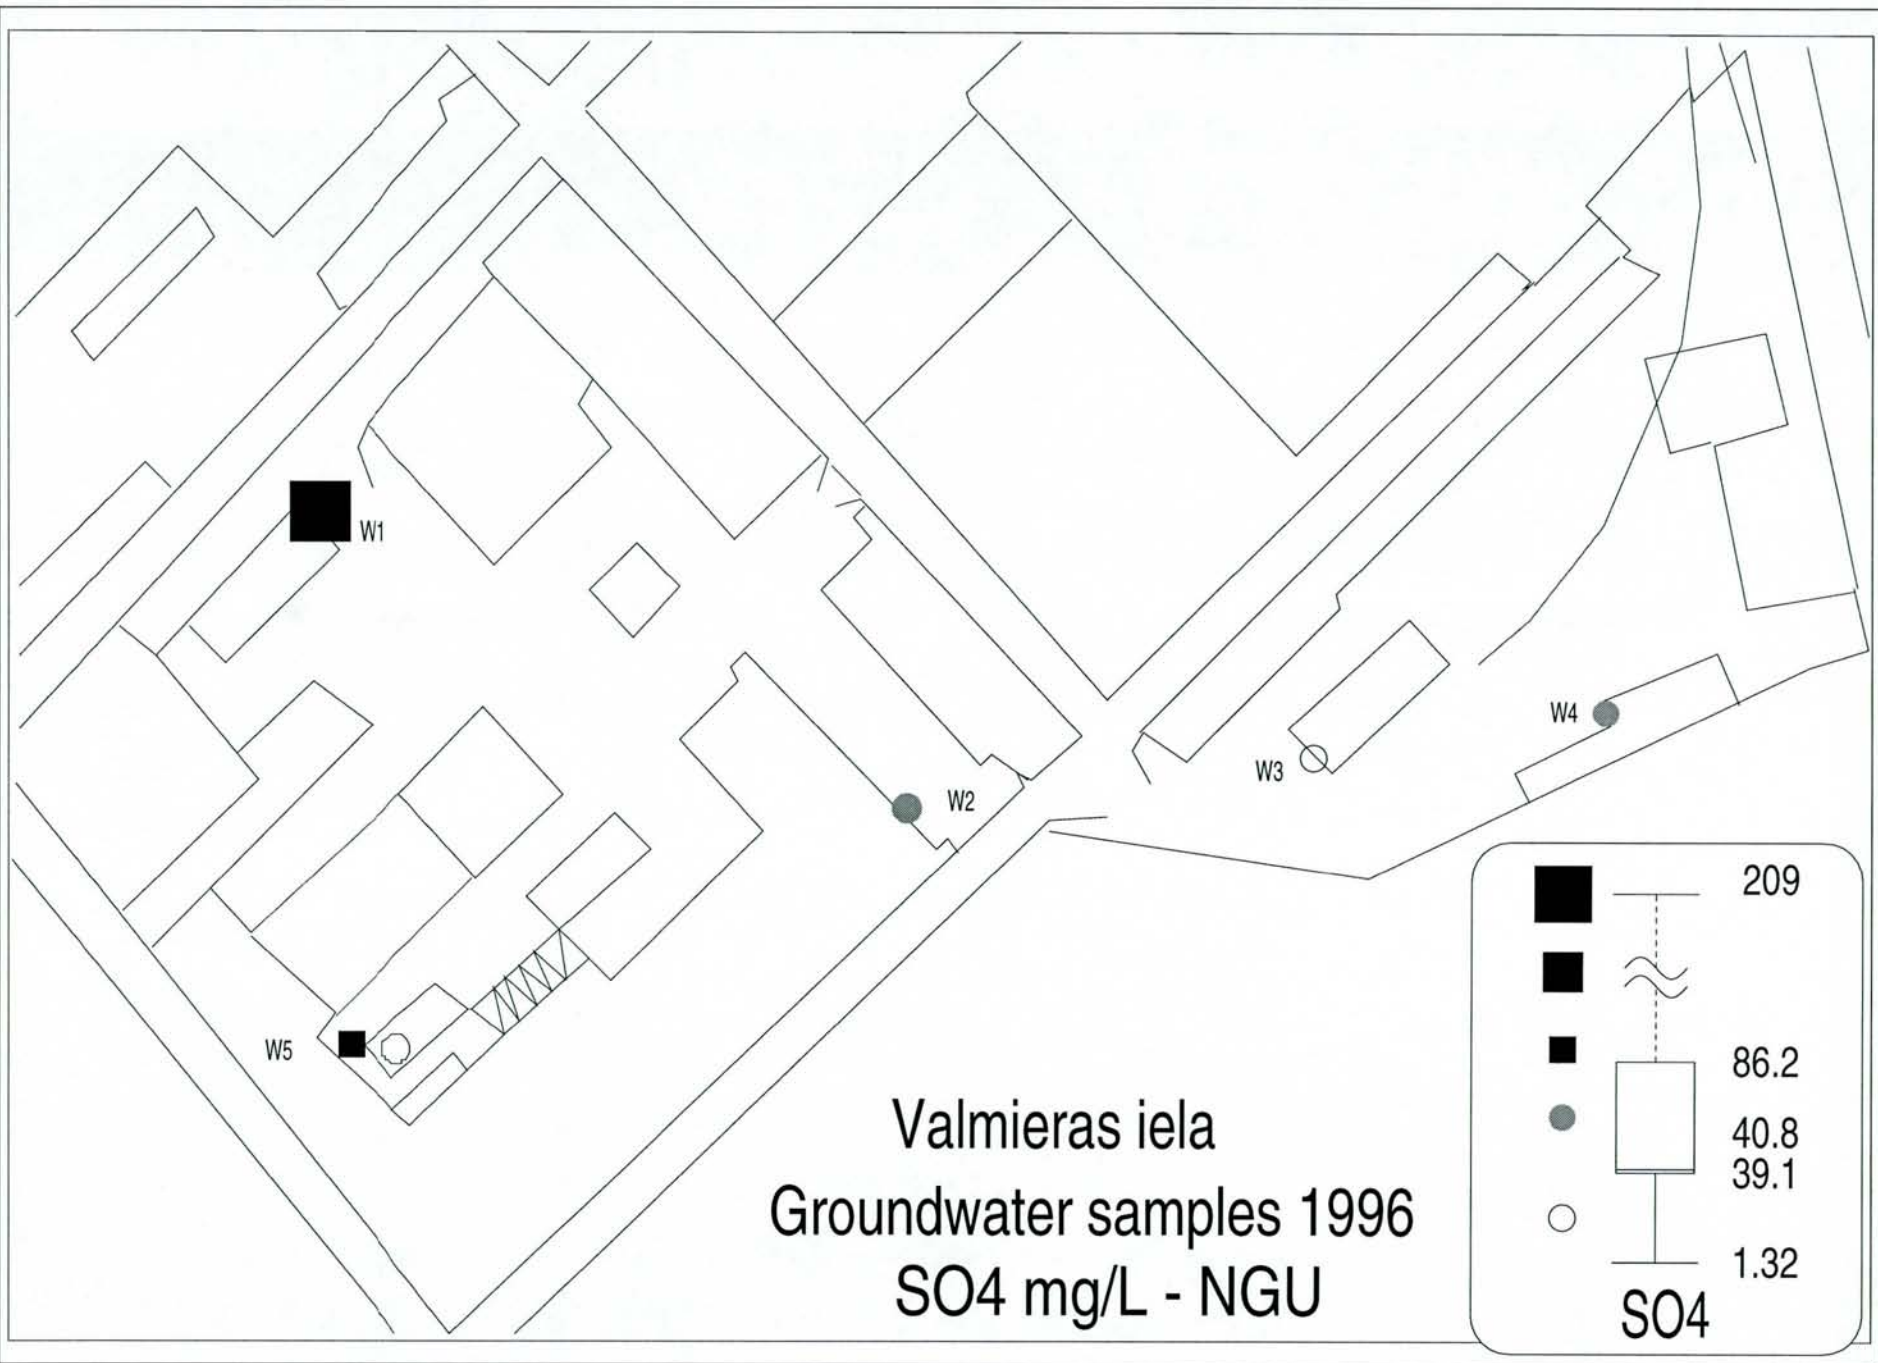 W1
W2
W3
W4
W5
Valmieras iela
Groundwater samples 1996
SO4 mg/L - NGU
209
86.2
40.8
39.1
1.32
SO4